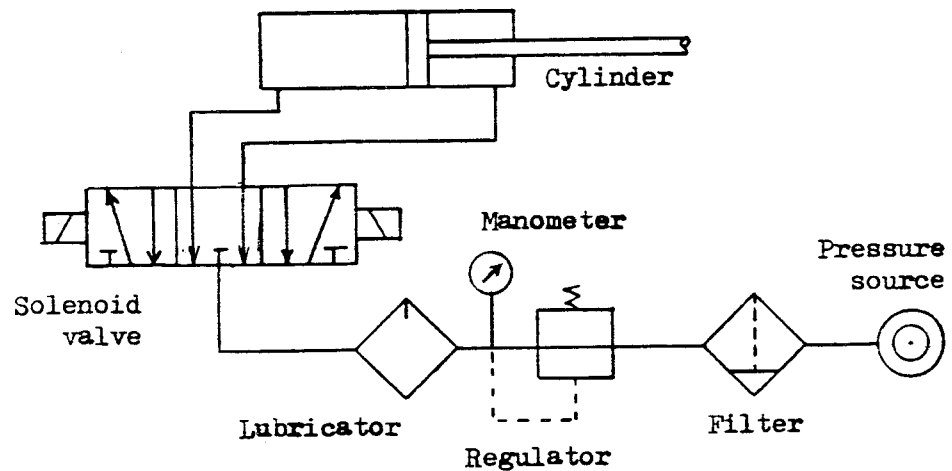 Cylinder
Manometer
Pressure
source
Solenoid
valve
Lubricator
Regulator
Filter